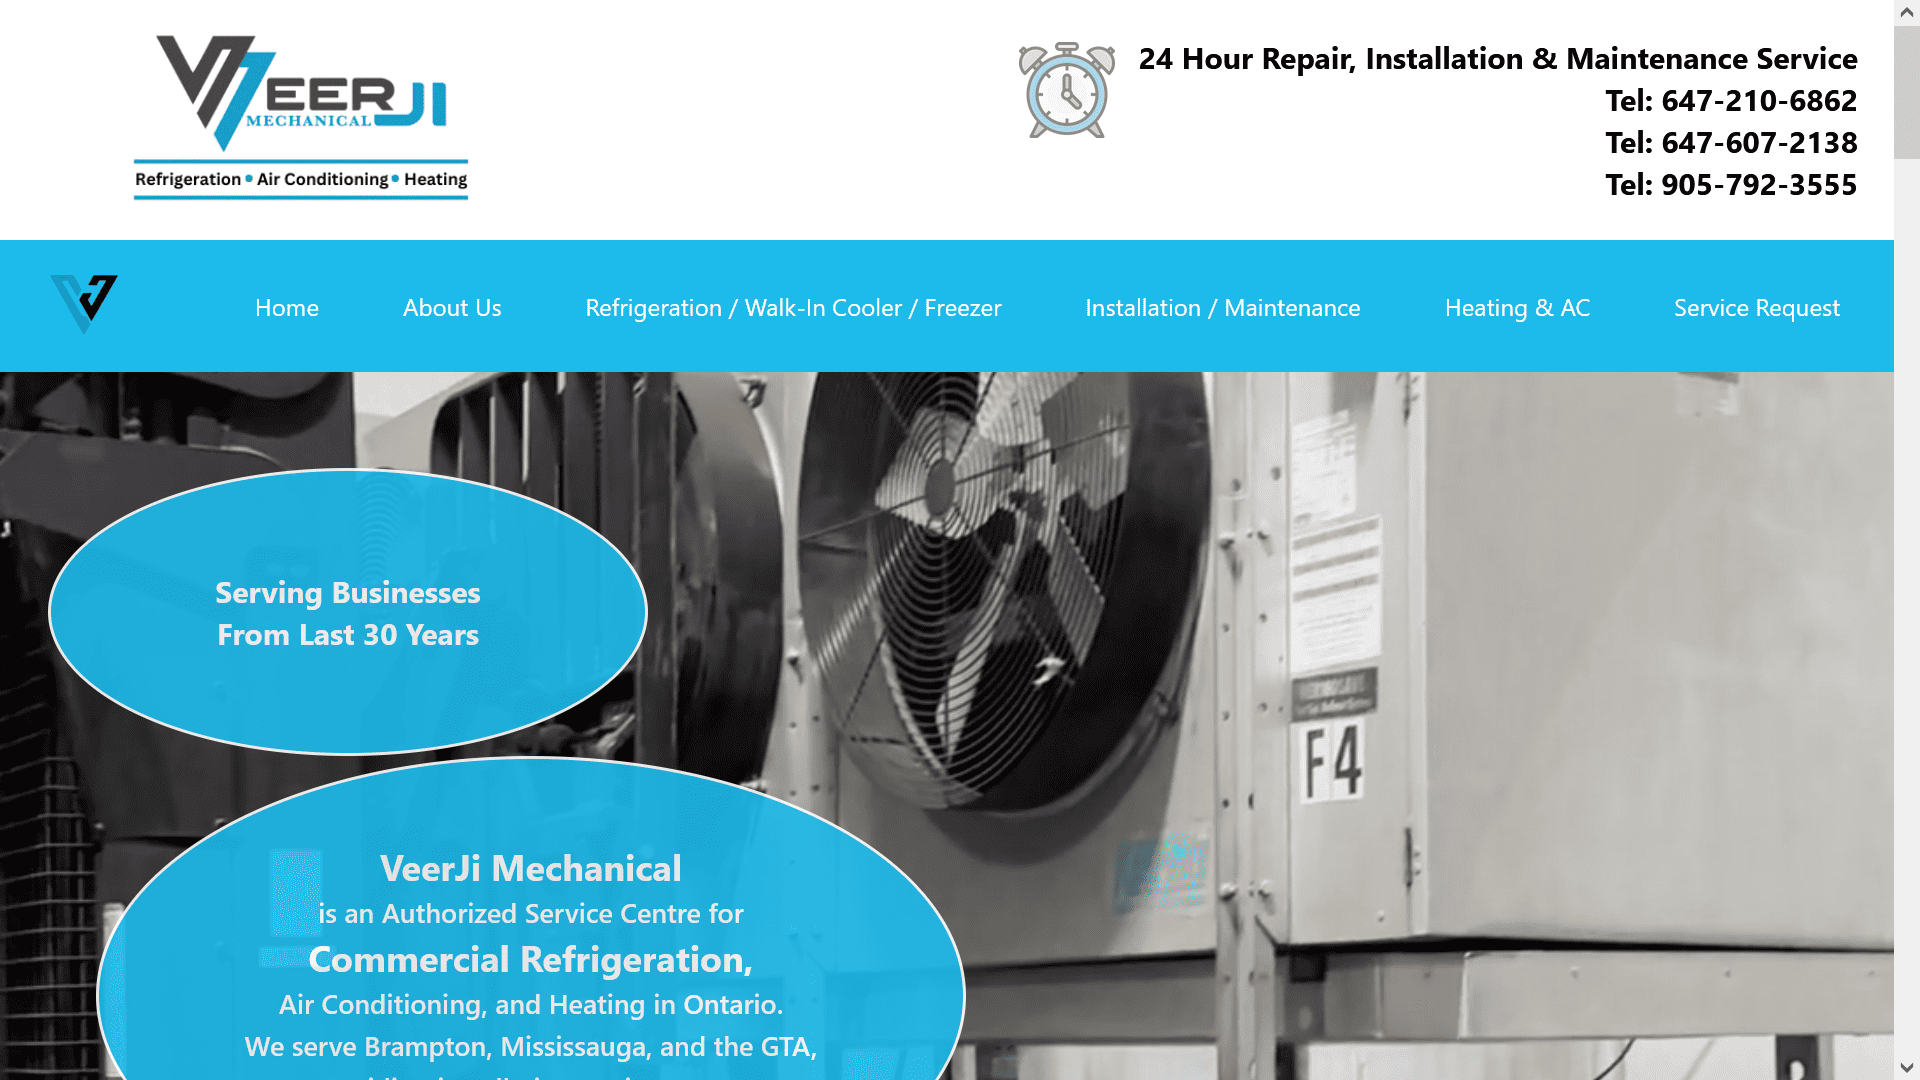 VEERJI
MECHANICAL
Refrigeration • Air Conditioning • Heating
24 Hour Repair, Installation & Maintenance Service
Tel: 647-210-6862
Tel: 647-607-2138
Tel: 905-792-3555
Home
About Us
Refrigeration / Walk-In Cooler / Freezer
Installation / Maintenance
Heating & AC
Service Request
Serving Businesses
From Last 30 Years
F4
VeerJi Mechanical
is an Authorized Service Centre for
Commercial Refrigeration,
Air Conditioning, and Heating in Ontario.
We serve Brampton, Mississauga, and the GTA,